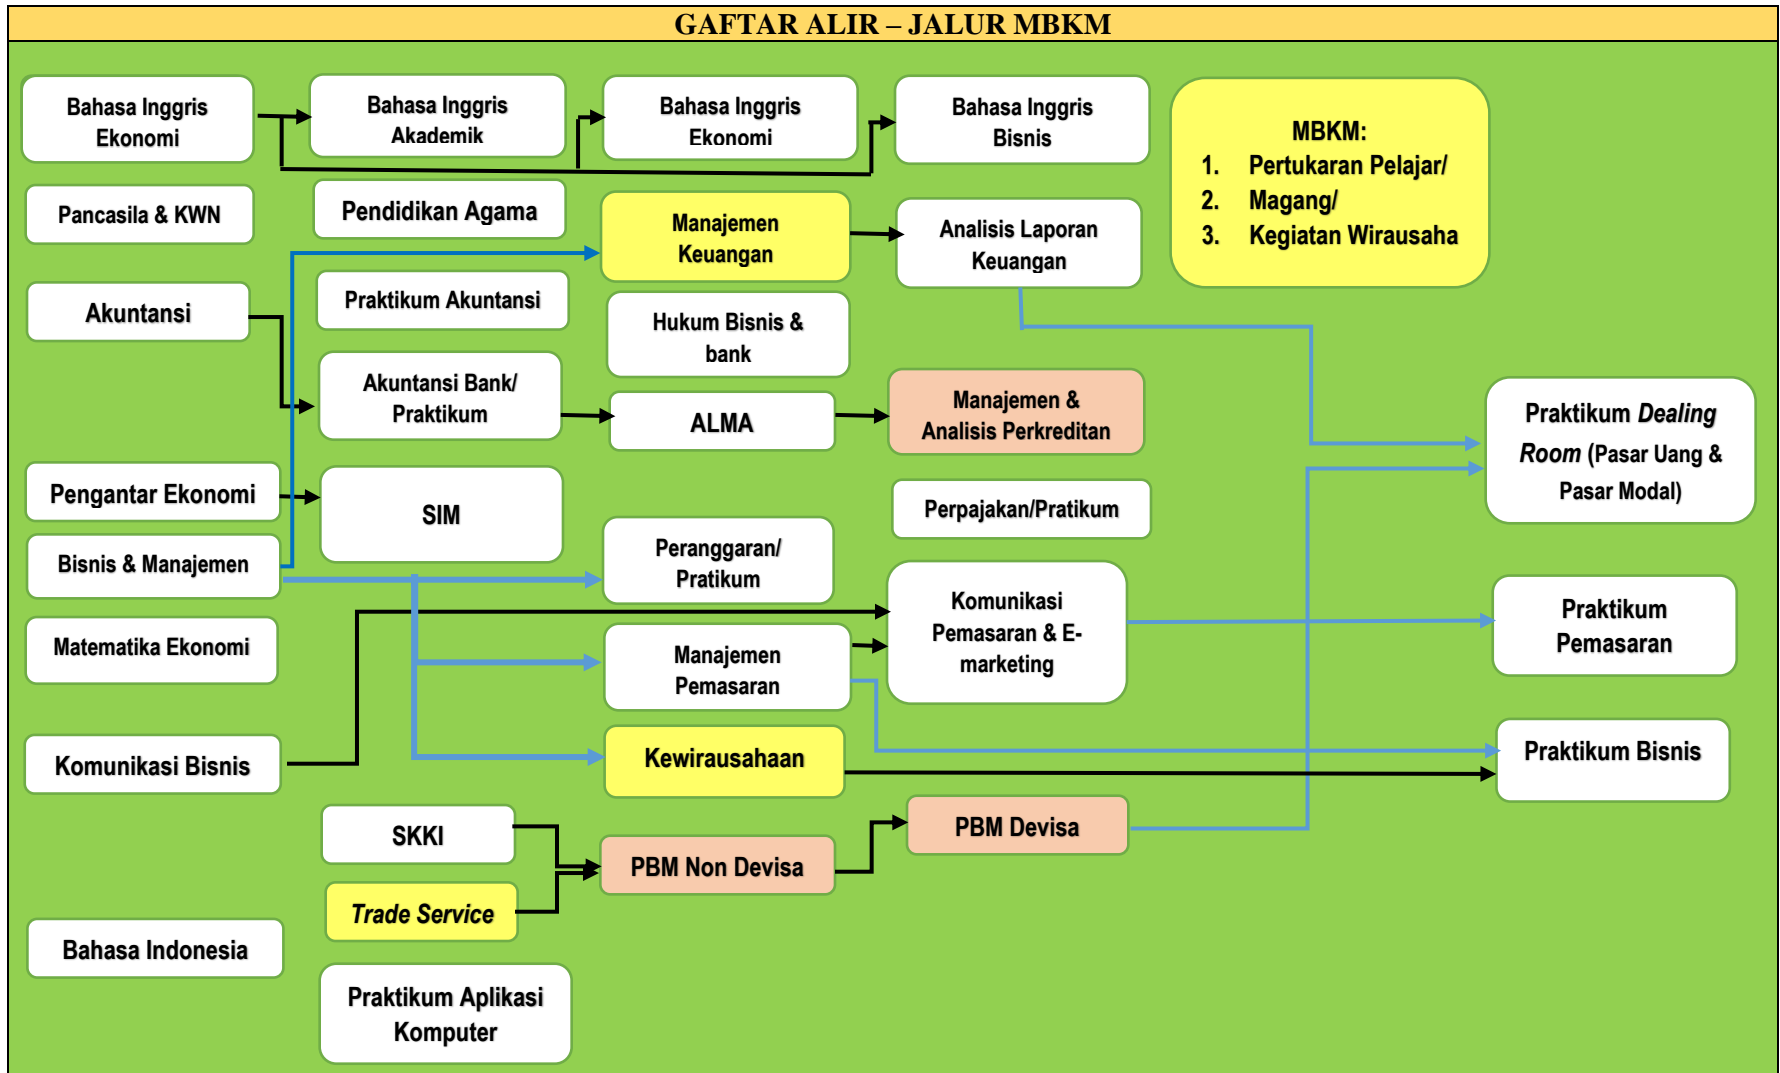 GAFTAR ALIR – JALUR MBKM
Bahasa Inggris
Ekonomi
Pancasila & KWN
Akuntansi
Pengantar Ekonomi
Bisnis & Manajemen
Matematika Ekonomi
Komunikasi Bisnis
Bahasa Indonesia
Bahasa Inggris
Akademik
Pendidikan Agama
Praktikum Akuntansi
Akuntansi Bank/
Praktikum
SIM
SKKI
Trade Service
Praktikum Aplikasi
Komputer
Bahasa Inggris
Ekonomi
Manajemen
Keuangan
Hukum Bisnis &
bank
ALMA
Peranggaran/
Pratikum
Manajemen
Pemasaran
Kewirausahaan
PBM Non Devisa
Bahasa Inggris
Bisnis
Analisis Laporan
Keuangan
Manajemen &
Analisis Perkreditan
Perpajakan/Pratikum
Komunikasi
Pemasaran & E-
marketing
PBM Devisa
MBKM:
1. Pertukaran Pelajar/
2. Magang/
3. Kegiatan Wirausaha
Praktikum Dealing
Room (Pasar Uang &
Pasar Modal)
Praktikum
Pemasaran
Praktikum Bisnis